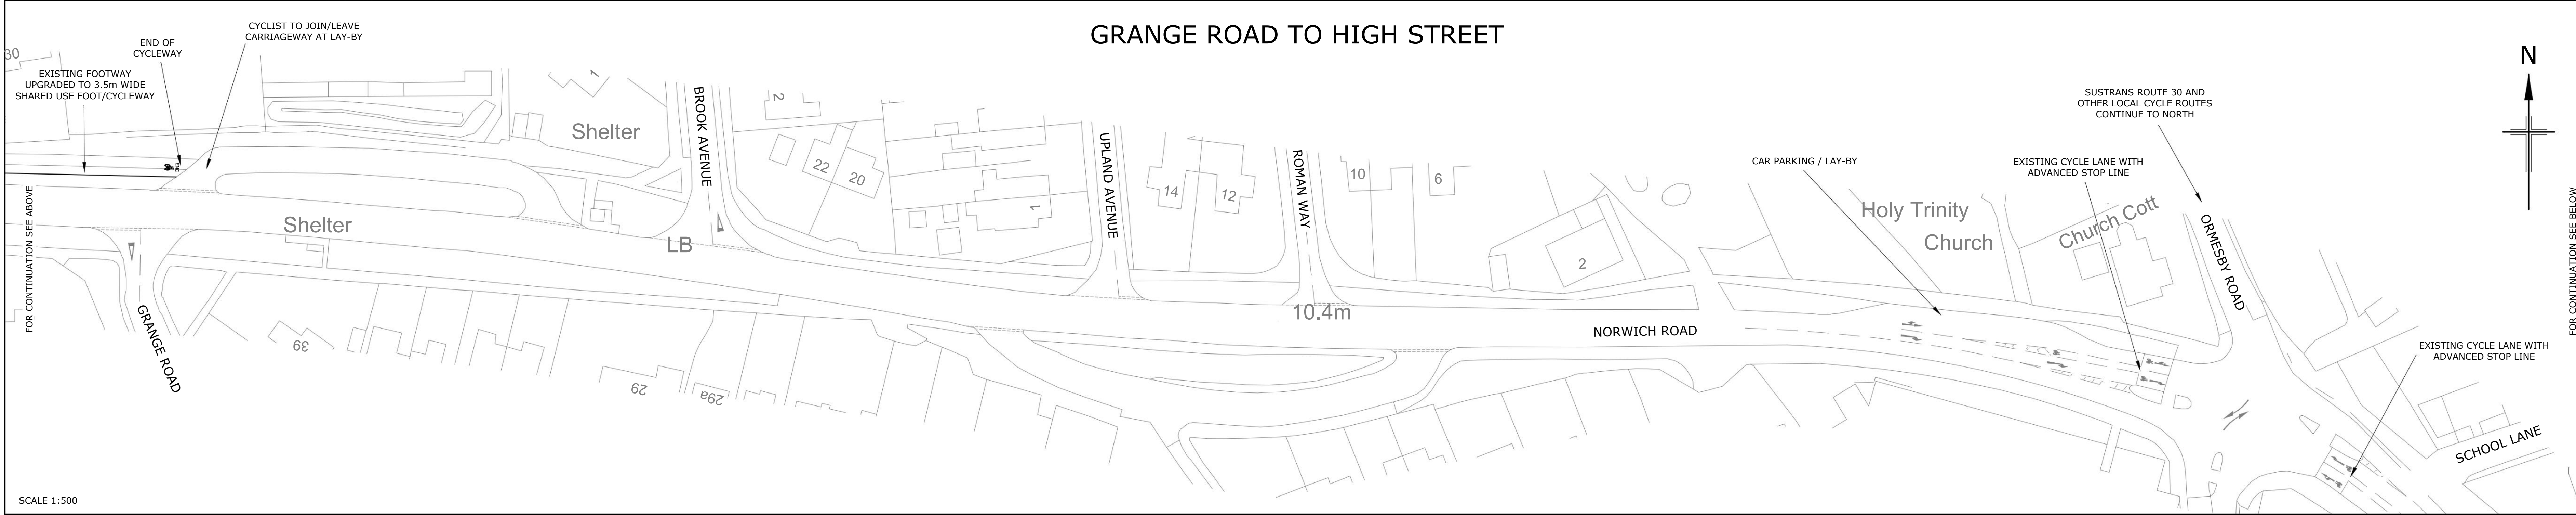 GRANGE ROAD TO HIGH STREET
CYCLIST TO JOIN/LEAVE
CARRIAGEWAY AT LAY-BY
END OF
CYCLEWAY
30
EXISTING FOOTWAY
UPGRADED TO 3.5m WIDE
SHARED USE FOOT/CYCLEWAY
N
SUSTRANS ROUTE 30 AND
OTHER LOCAL CYCLE ROUTES
CONTINUE TO NORTH
1
2
BROOK AVENUE
Shelter
22
20
1
UPLAND AVENUE
14
12
ROMAN WAY
10
6
CAR PARKING / LAY-BY
EXISTING CYCLE LANE WITH
ADVANCED STOP LINE
Holy Trinity
Church
Church Cott
ORMESBY ROAD
FOR CONTINUATION SEE ABOVE
FOR CONTINUATION SEE BELOW
Shelter
LB
2
10.4m
NORWICH ROAD
GRANGE ROAD
39
29
29a
EXISTING CYCLE LANE WITH
ADVANCED STOP LINE
SCHOOL LANE
SCALE 1:500